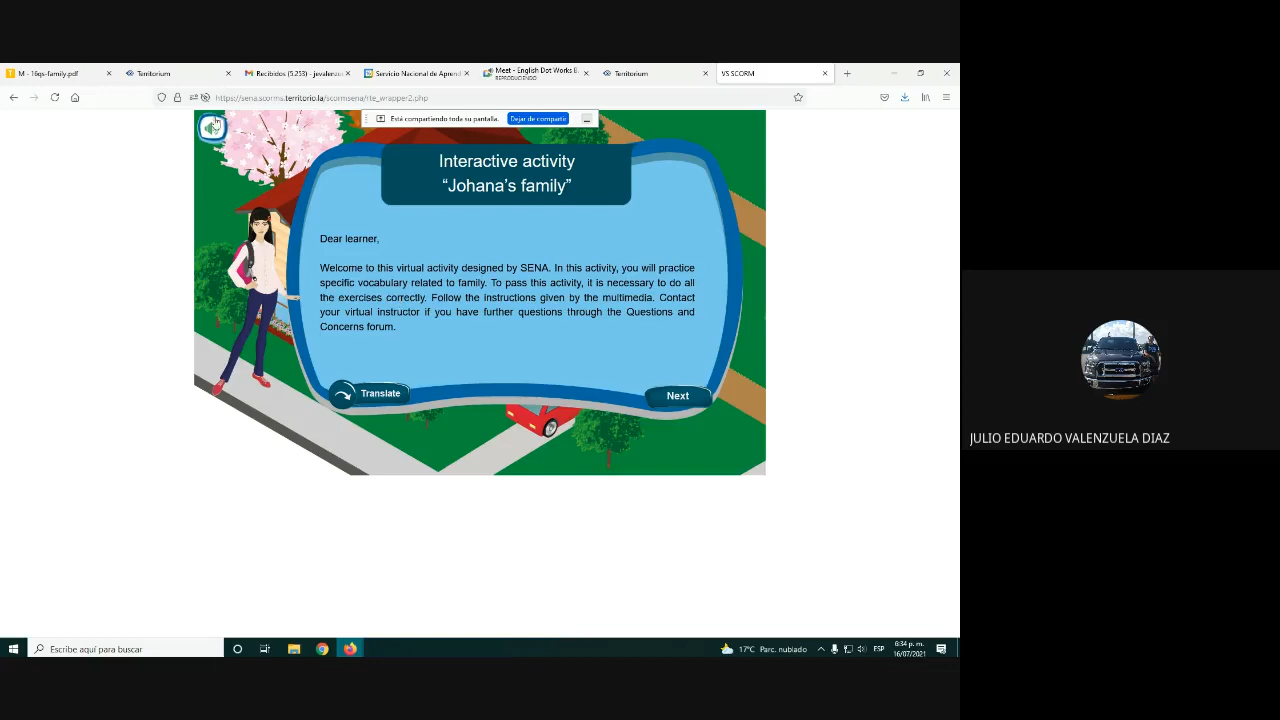 M - 16qs-family.pdf
Territorium
Recibidos (5.253) - jevalenzu
Servicio Nacional de Aprend
Meet - English Dot Works B
REPRODUCIENDO
Territorium
VS SCORM
https://sena.scorms.territorio.la/scormsena/rte_wrapper2.php
Está compartiendo toda su pantalla.
Dejar de compartir
Interactive activity
“Johana’s family”
Dear learner,
Welcome to this virtual activity designed by SENA. In this activity, you will practice
specific vocabulary related to family. To pass this activity, it is necessary to do all
the exercises correctly. Follow the instructions given by the multimedia. Contact
your virtual instructor if you have further questions through the Questions and
Concerns forum.
Translate
Next
JULIO EDUARDO VALENZUELA DIAZ
Escribe aquí para buscar
17°C Parc. nublado
ESP
6:34 p. m.
16/07/2021